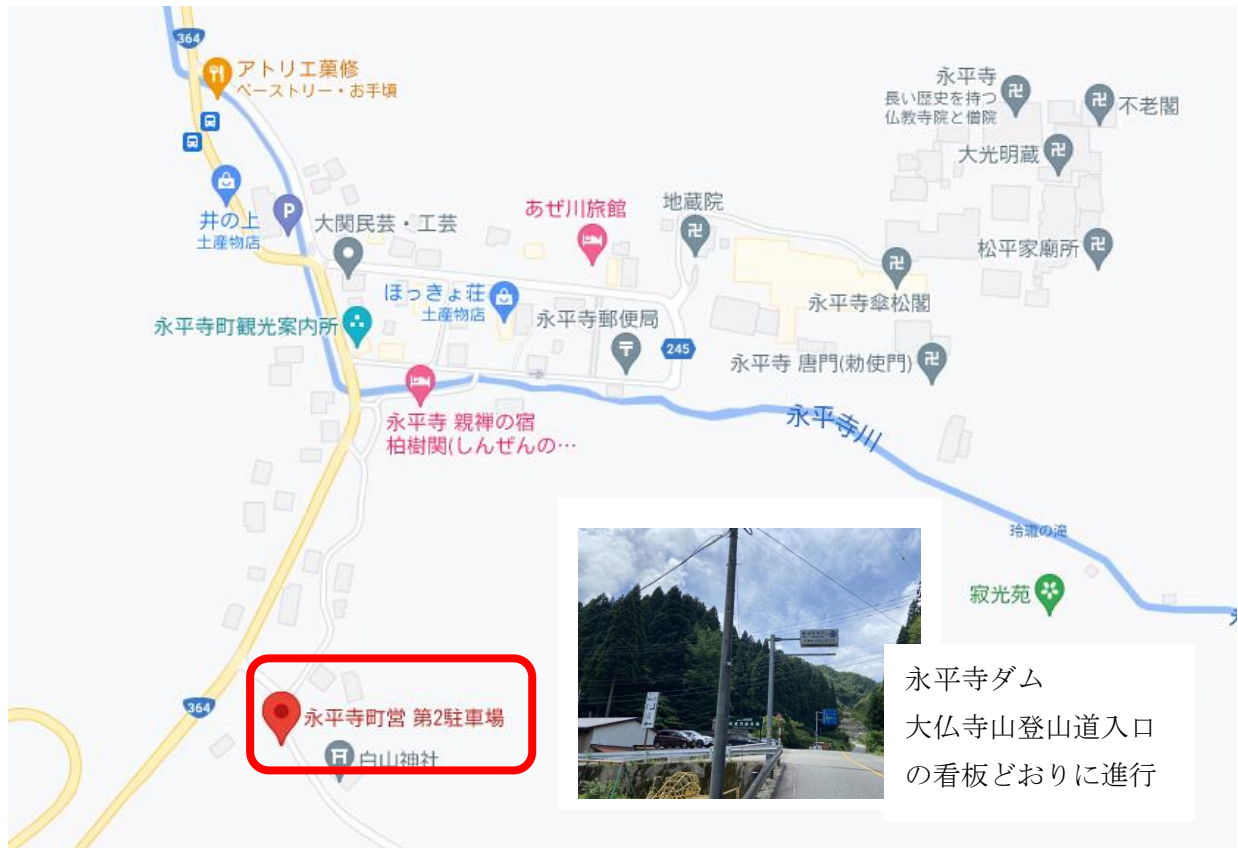 364
アトリエ菓修
ペーストリー・お手頃
永平寺
長い歴史を持つ
仏教寺院と僧院
不老閣
大光明蔵
井の上
土産物店
P
大関民芸・工芸
あぜ川旅館
地蔵院
松平家廟所
ほっきょ荘
土産物店
永平寺傘松閣
永平寺町観光案内所
永平寺郵便局
245
永平寺 唐門(勅使門)
永平寺 親禅の宿
柏樹関(しんぜんの…
永平寺川
玲瓏の滝
寂光苑
364
永平寺町営 第2駐車場
白山神社
永平寺ダム
大仏寺山登山道入口
の看板どおりに進行